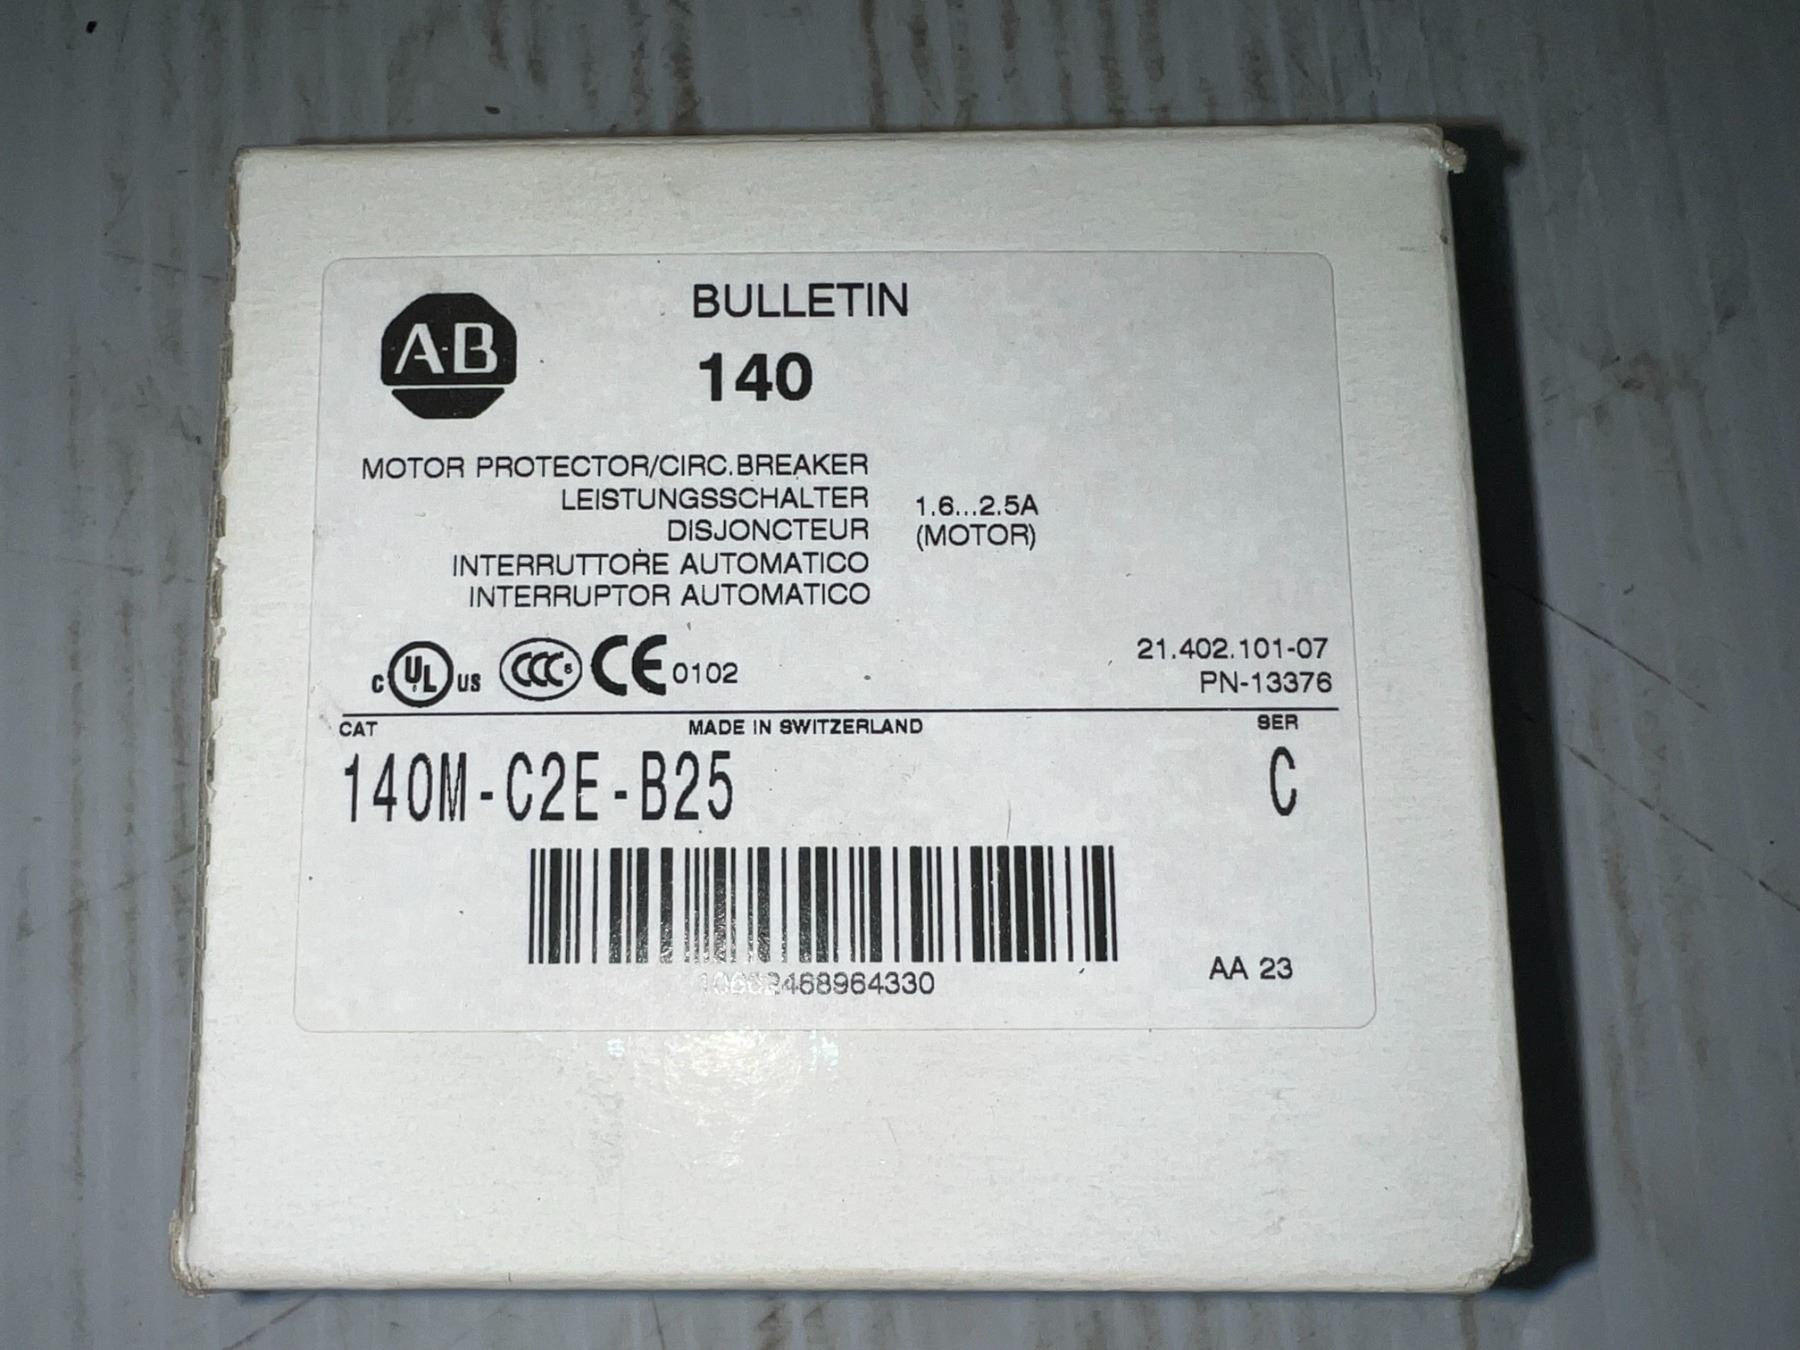 A-B
BULLETIN
140
MOTOR PROTECTOR/CIRC.BREAKER
LEISTUNGSSCHALTER
DISJONCTEUR
INTERRUTTORE AUTOMATICO
INTERRUPTOR AUTOMATICO
1.6...2.5A
(MOTOR)
c UL us CCC S CE 0102
21.402.101-07
PN-13376
CAT
MADE IN SWITZERLAND
SER
140M-C2E-B25
C
AA 23